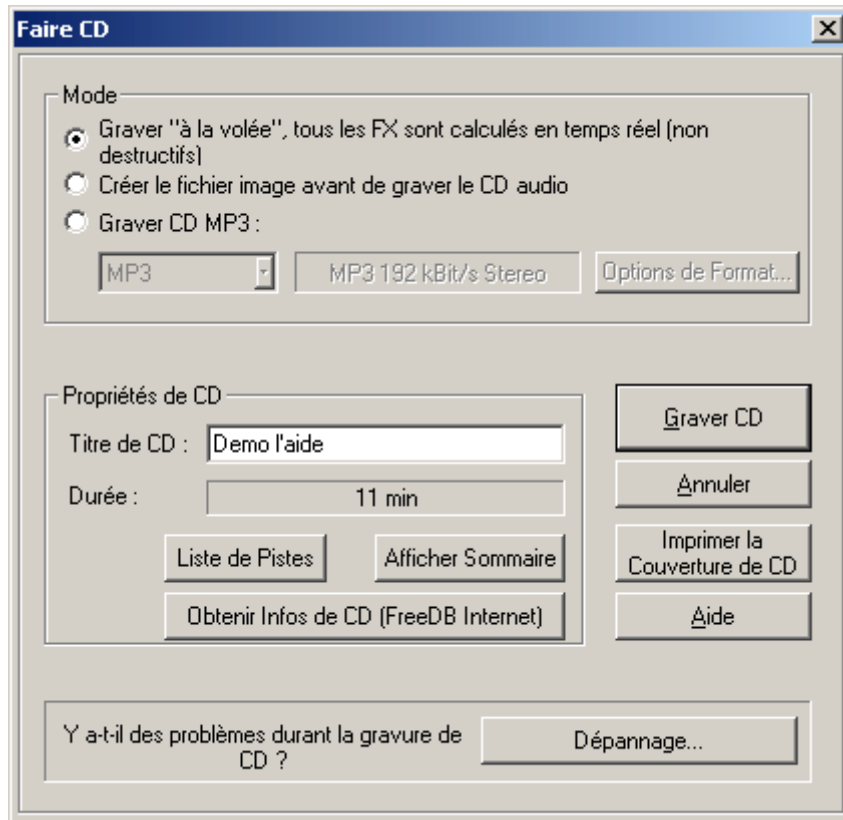 Faire CD
Mode
Graver "à la volée", tous les FX sont calculés en temps réel (non
destructifs)
Créer le fichier image avant de graver le CD audio
Graver CD MP3 :
MP3
MP3 192 kBit/s Stereo
Options de Format...
Propriétés de CD
Titre de CD :
Demo l'aide
Durée :
11 min
Liste de Pistes
Afficher Sommaire
Obtenir Infos de CD (FreeDB Internet)
Graver CD
Annuler
Imprimer la
Couverture de CD
Aide
Y a-t-il des problèmes durant la gravure de
CD ?
Dépannage...